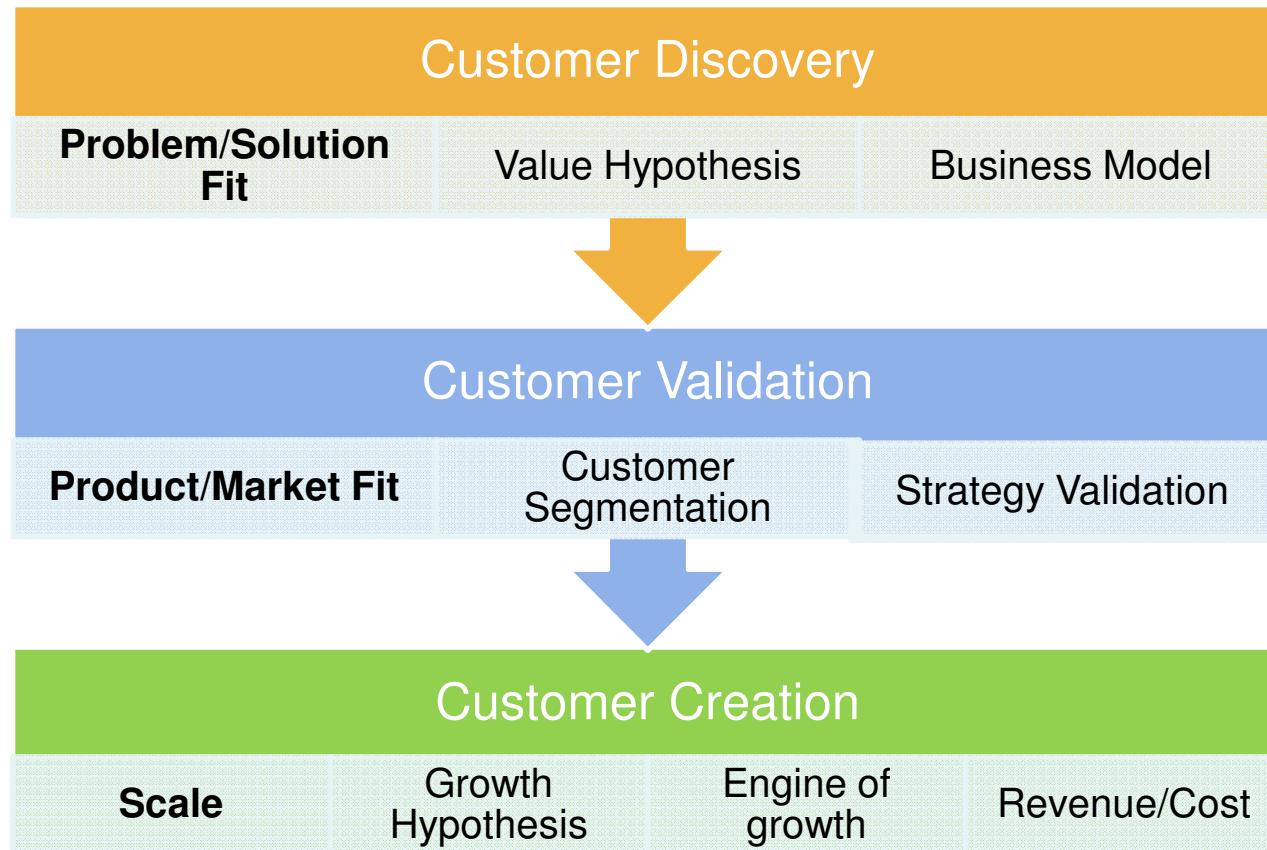 Customer Discovery
Problem/Solution
Fit
Value Hypothesis
Business Model
Customer Validation
Product/Market Fit
Customer
Segmentation
Strategy Validation
Customer Creation
Scale
Growth
Hypothesis
Engine of
growth
Revenue/Cost